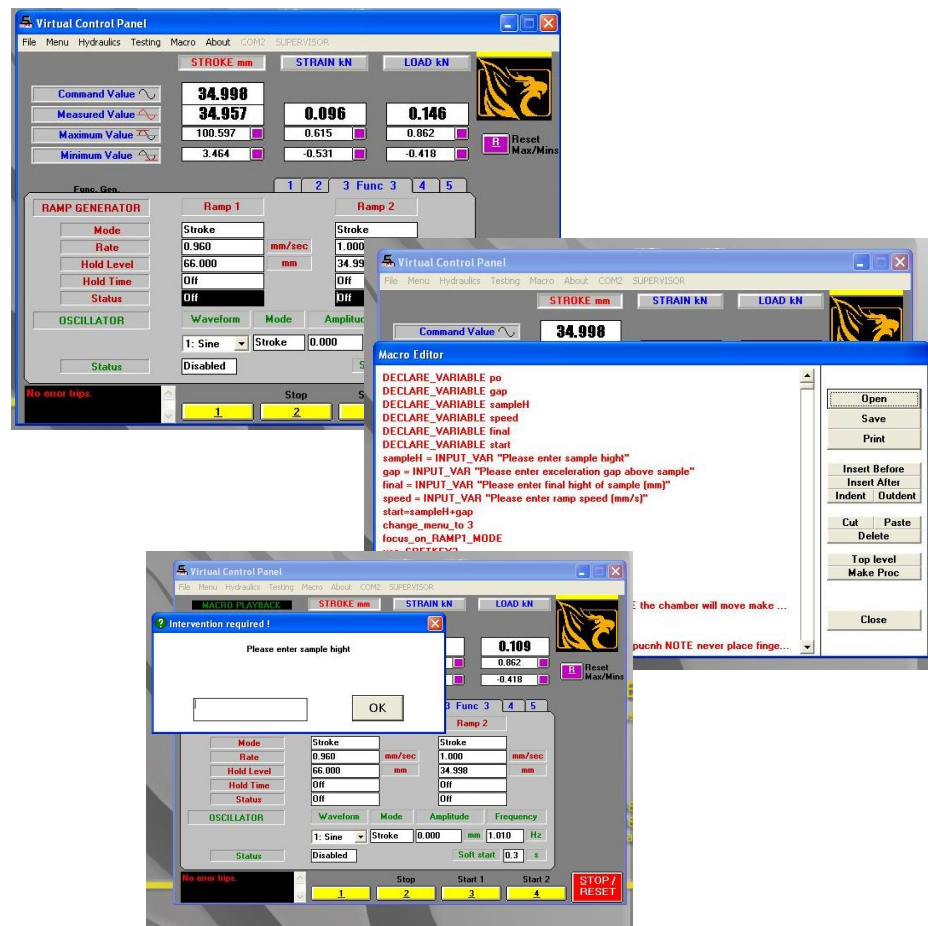 Virtual Control Panel
File Menu Hydraulics Testing Macro About COM2 SUPERVISOR
STROKE mm STRAIN kN LOAD kN
Command Value 34.998
Measured Value 34.957 0.096 0.146
Maximum Value 100.597 0.615 0.862
Minimum Value 3.464 -0.531 -0.418
R Reset Max/Mins
Func. Gen. 1 2 3 Func 3 4 5
RAMP GENERATOR Ramp 1 Ramp 2
Mode Stroke Stroke
Rate 0.960 mm/sec 1.000
Hold Level 66.000 mm 34.99
Hold Time Off Off
Status Off Off
OSCILLATOR Waveform Mode Amplitud
1: Sine Stroke 0.000
Status Disabled S
No error trips. Stop S
1 2
Virtual Control Panel
File Menu Hydraulics Testing Macro About COM2 SUPERVISOR
STROKE mm STRAIN kN LOAD kN
Command Value 34.998
Macro Editor
DECLARE_VARIABLE po
DECLARE_VARIABLE gap
DECLARE_VARIABLE sampleH
DECLARE_VARIABLE speed
DECLARE_VARIABLE final
DECLARE_VARIABLE start
sampleH = INPUT_VAR "Please enter sample hight"
gap = INPUT_VAR "Please enter exceleration gap above sample"
final = INPUT_VAR "Please enter final hight of sample (mm)"
speed = INPUT_VAR "Please enter ramp speed (mm/s)"
start=sampleH+gap
change_menu_to 3
focus_on_RAMP1_MODE
E the chamber will move make ...
pucnh NOTE never place finge...
Open
Save
Print
Insert Before
Insert After
Indent Outdent
Cut Paste
Delete
Top level
Make Proc
Close
Virtual Control Panel
File Menu Hydraulics Testing Macro About COM2 SUPERVISOR
MACRO PLAYBACK STROKE mm STRAIN kN LOAD kN
Intervention required !
Please enter sample hight
OK
0.109
0.862
-0.418
R Reset Max/Mins
3 Func 3 4 5
Ramp 2
Mode Stroke Stroke
Rate 0.960 mm/sec 1.000 mm/sec
Hold Level 66.000 mm 34.998 mm
Hold Time Off Off
Status Off Off
OSCILLATOR Waveform Mode Amplitude Frequency
1: Sine Stroke 0.000 mm 1.010 Hz
Status Disabled Soft start 0.3 s
No error trips. Stop Start 1 Start 2
1 2 3 4
STOP / RESET